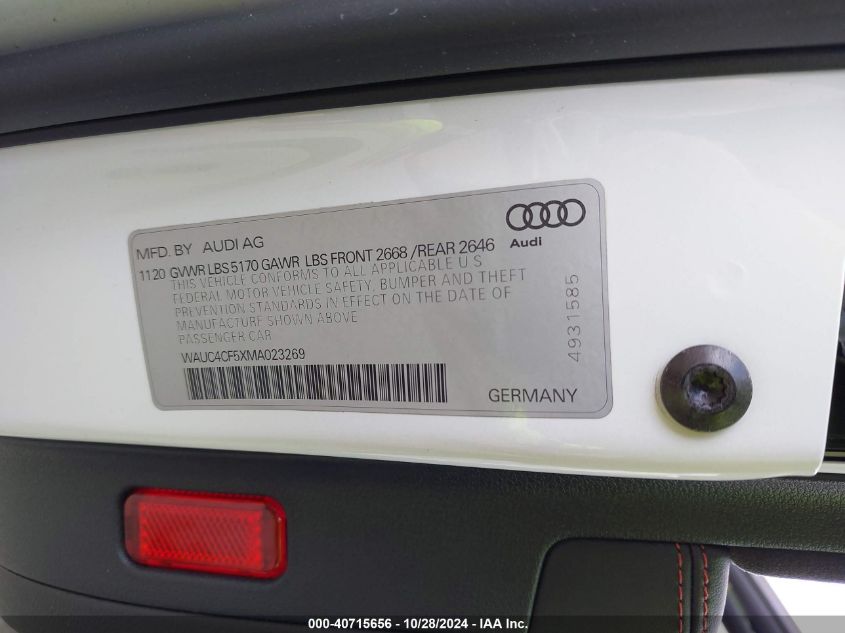 MFD. BY AUDI AG
Audi
1120 GVWR LBS 5170 GAWR LBS FRONT 2668 /REAR 2646
THIS VEHICLE CONFORMS TO ALL APPLICABLE U S
FEDERAL MOTOR VEHICLE SAFETY, BUMPER AND THEFT
PREVENTION STANDARDS IN EFFECT ON THE DATE OF
MANUFACTURE SHOWN ABOVE
PASSENGER CAR
WAUC4CF5XMA023269
4931585
GERMANY
000-40715656 | 10/28/2024 - IAA Inc.